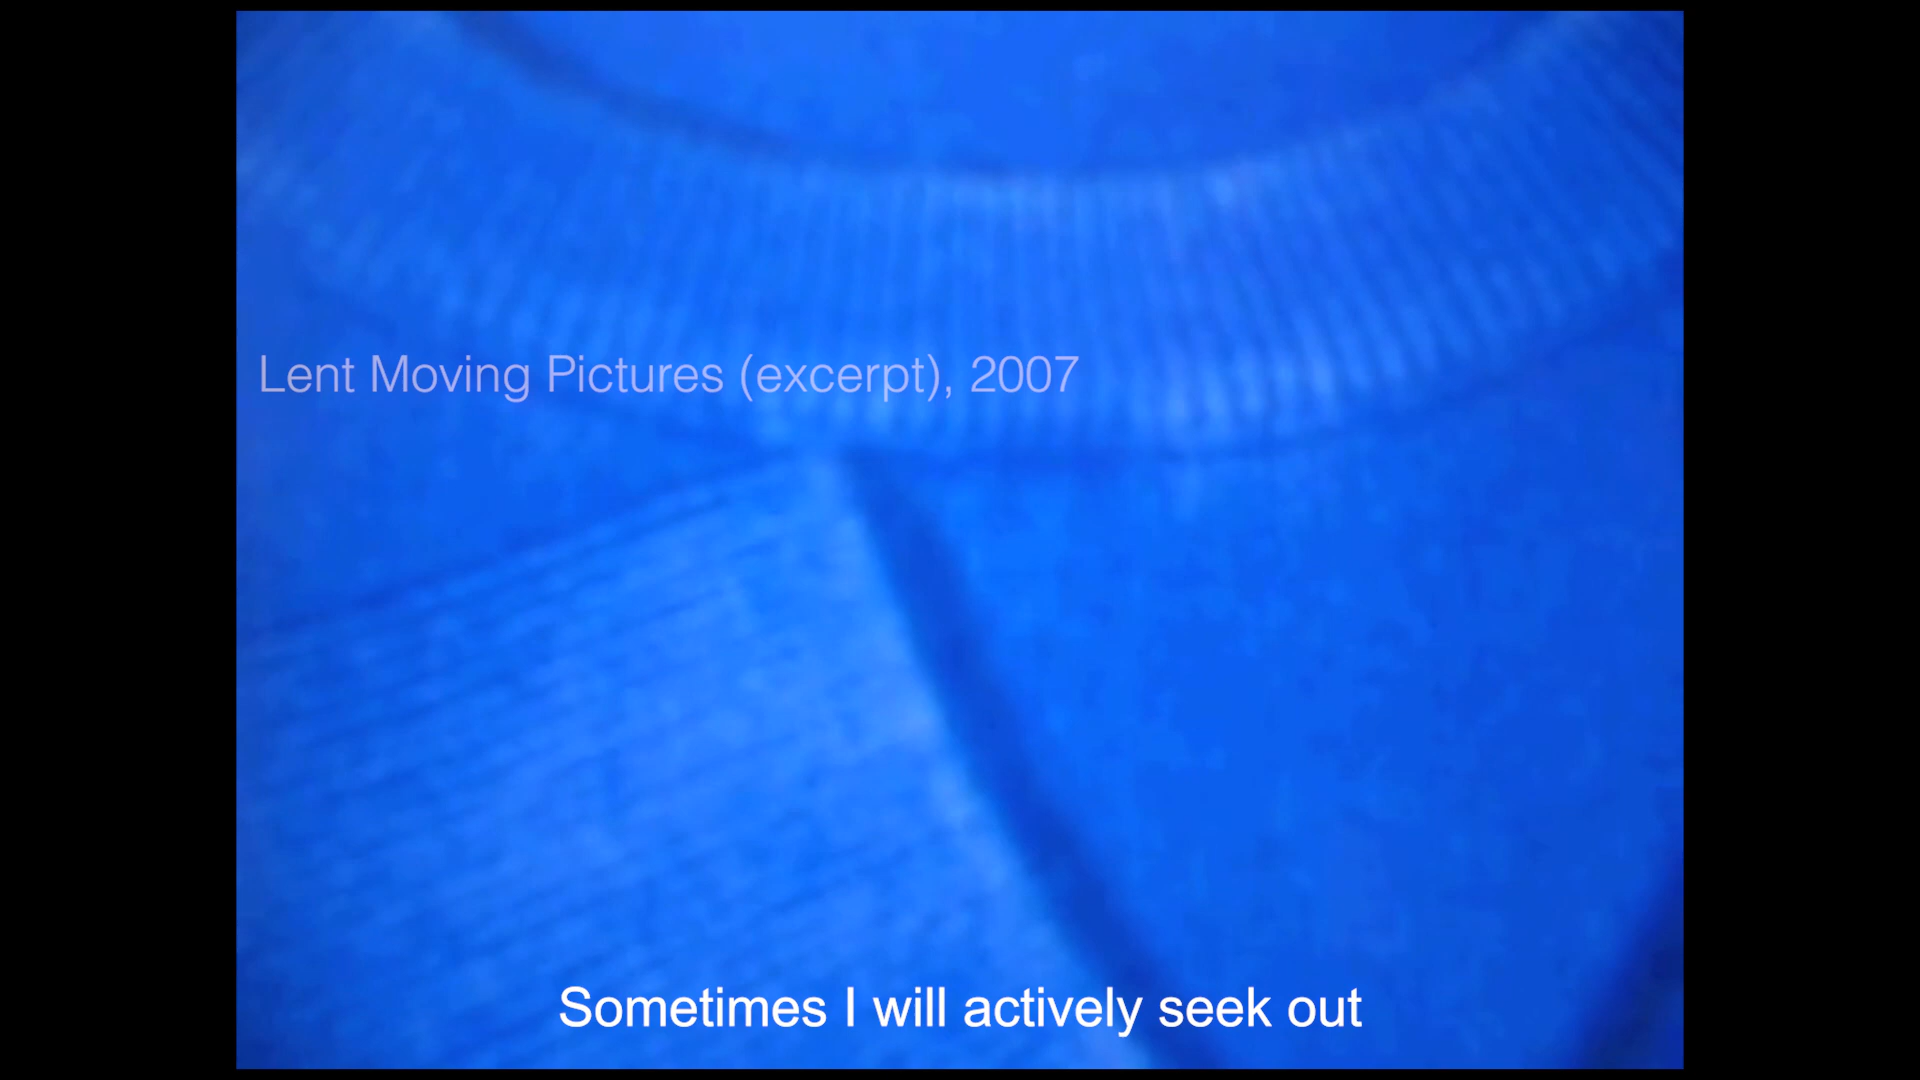 Lent Moving Pictures (excerpt), 2007
Sometimes I will actively seek out